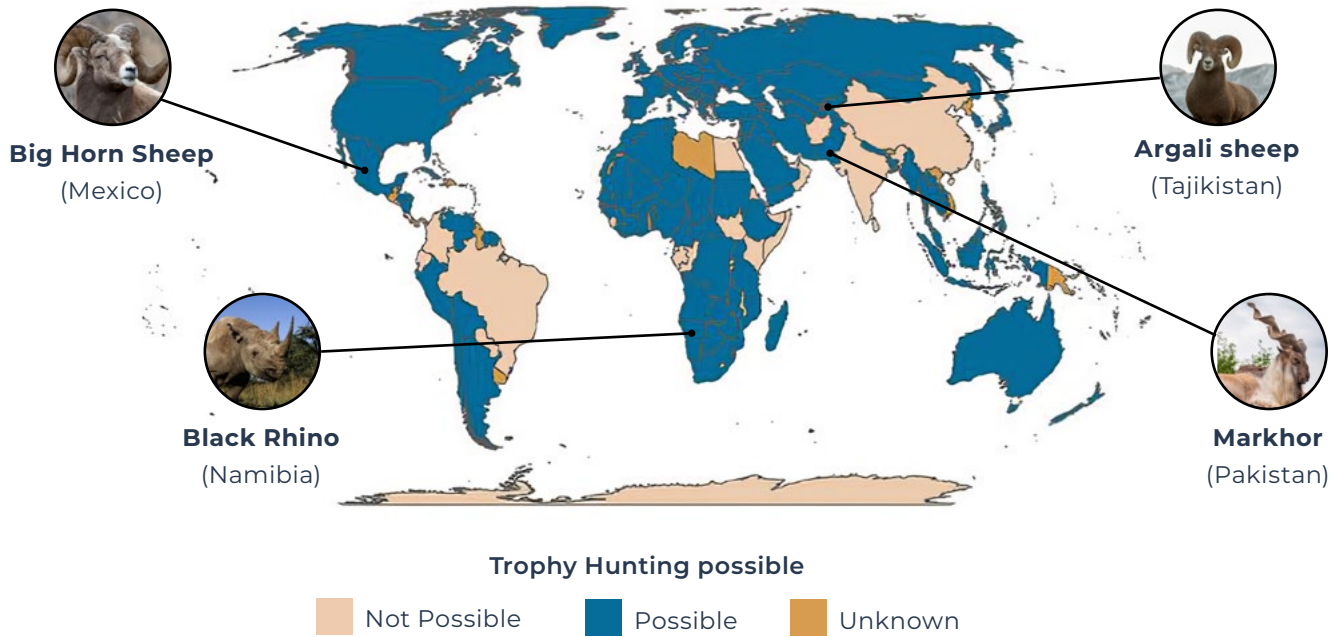 Big Horn Sheep
(Mexico)
Argali sheep
(Tajikistan)
Black Rhino
(Namibia)
Markhor
(Pakistan)
Trophy Hunting possible
Not Possible
Possible
Unknown